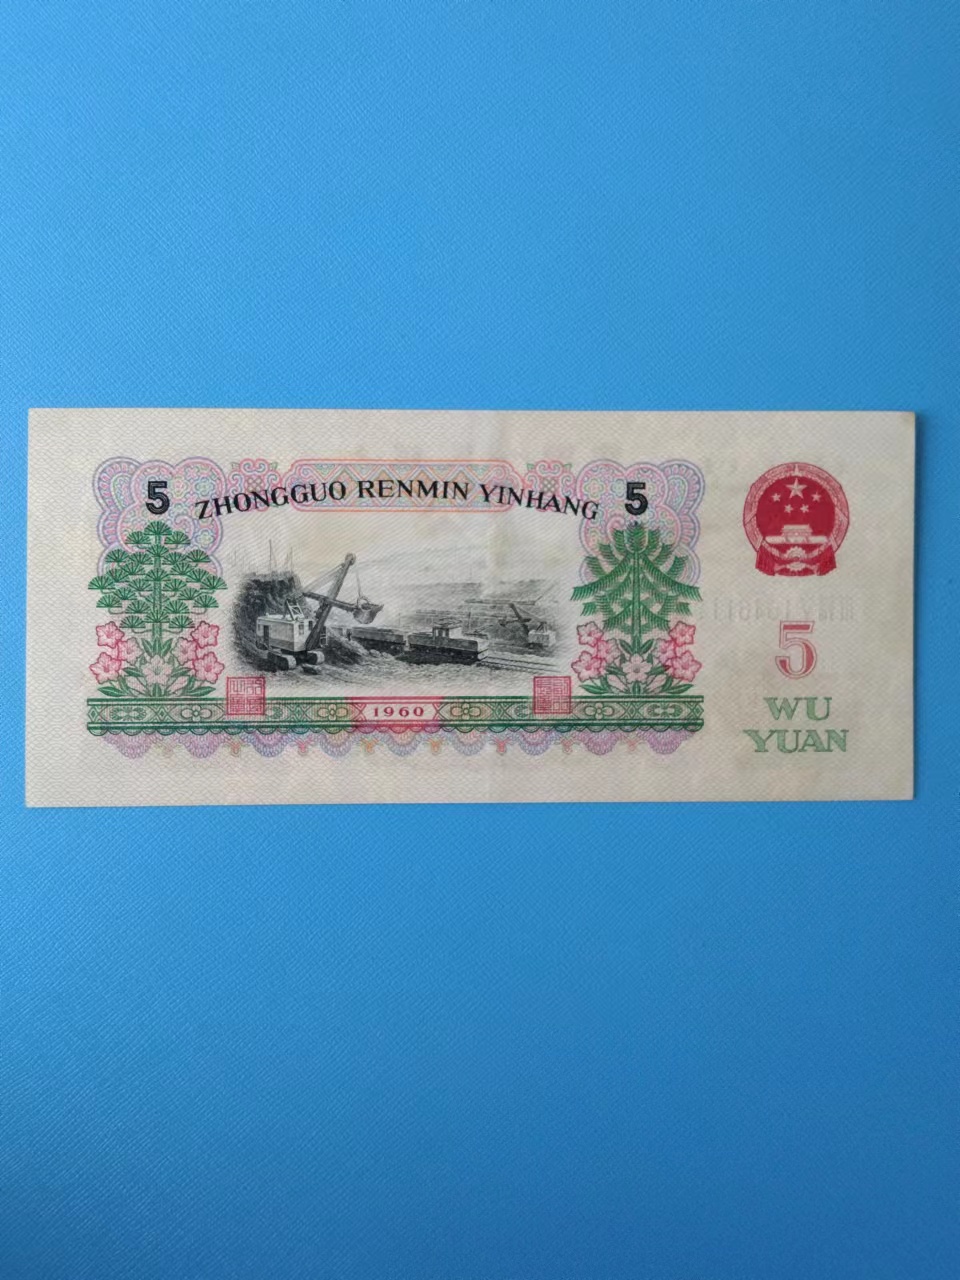 5 ZHONGGUO RENMIN YINHANG 5
1960
5
WU
YUAN